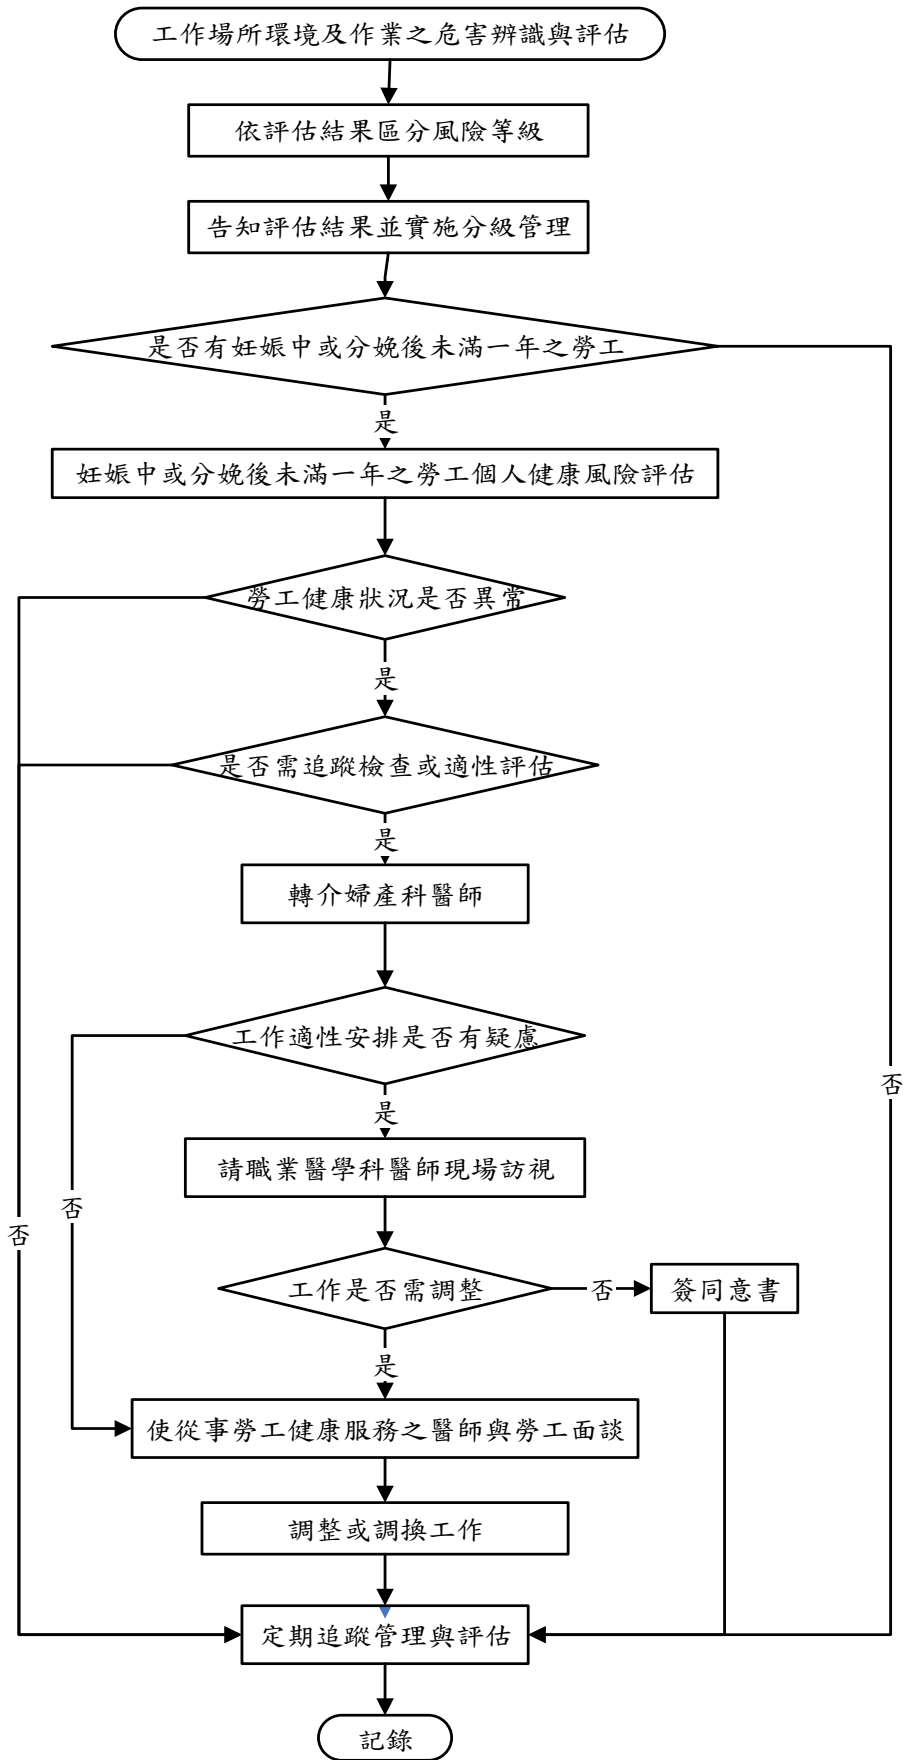 工作場所環境及作業之危害辨識與評估
依評估結果區分風險等級
告知評估結果並實施分級管理
是否有妊娠中或分娩後未滿一年之勞工
是
妊娠中或分娩後未滿一年之勞工個人健康風險評估
勞工健康狀況是否異常
是
是否需追蹤檢查或適性評估
是
轉介婦產科醫師
工作適性安排是否有疑慮
否
是
請職業醫學科醫師現場訪視
否
否
工作是否需調整
否
簽同意書
是
使從事勞工健康服務之醫師與勞工面談
調整或調換工作
定期追蹤管理與評估
記錄